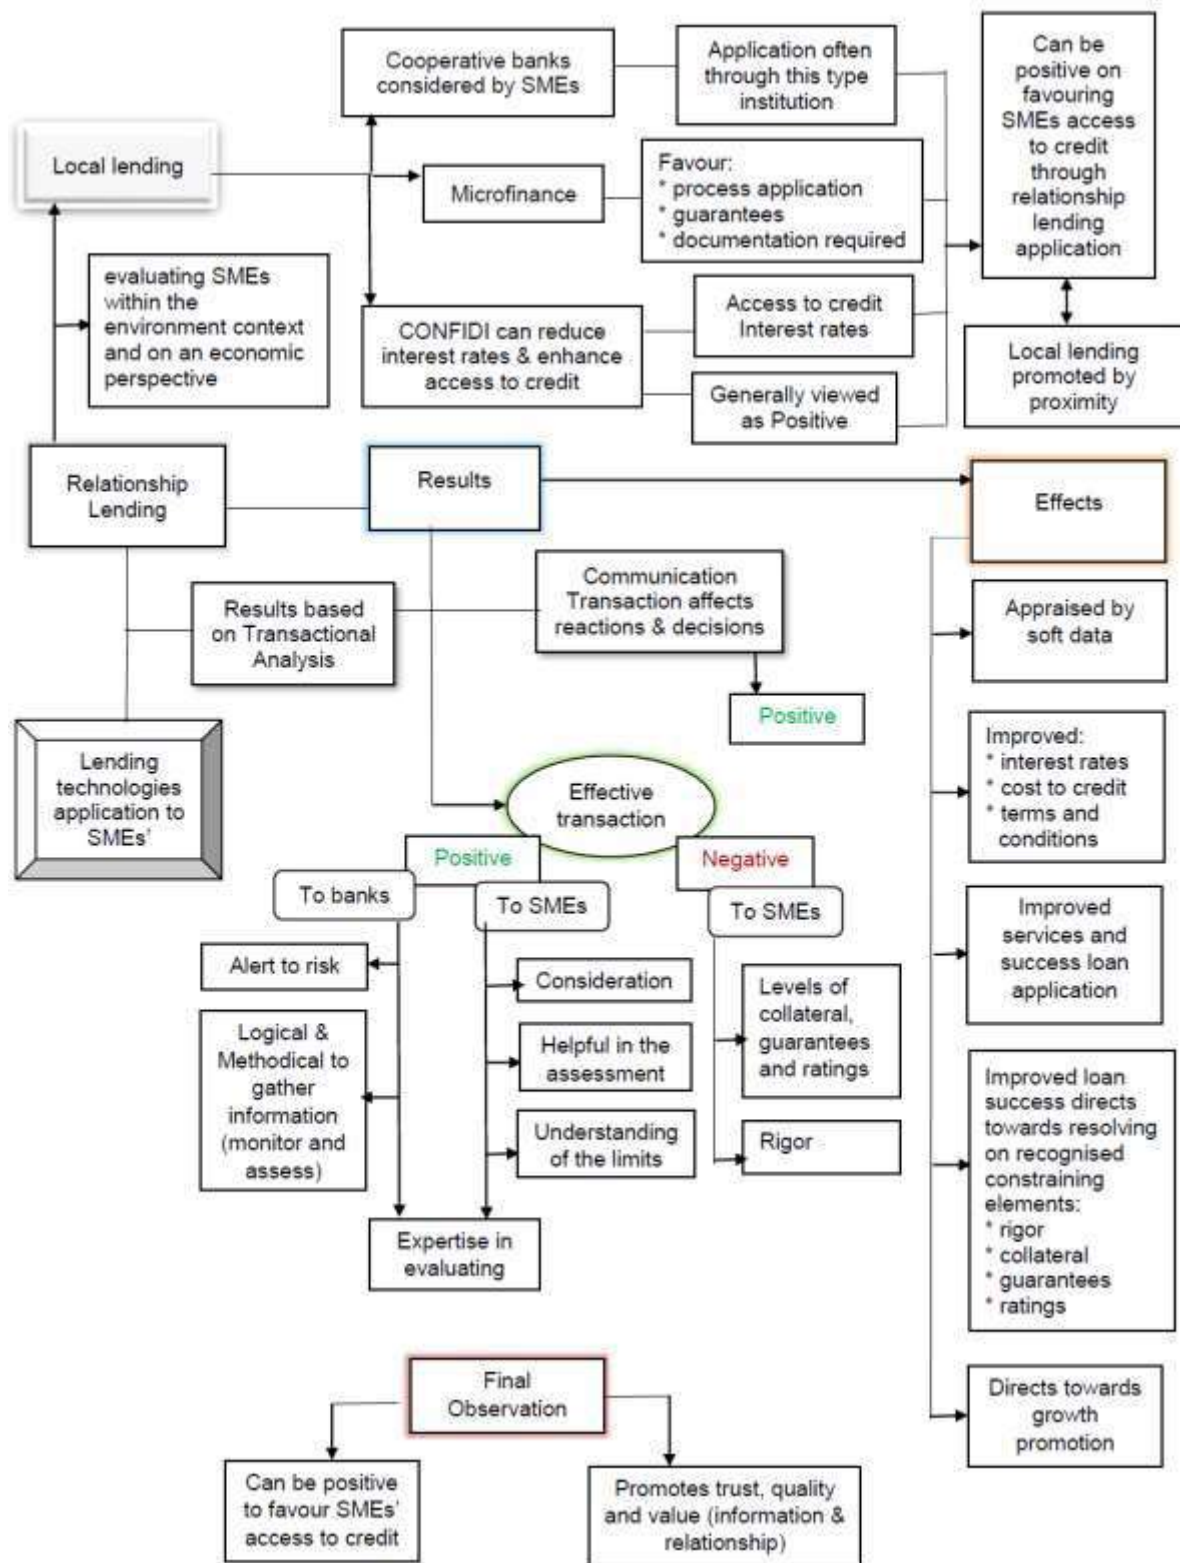 Cooperative banks
considered by SMEs
Application often
through this type
institution
Can be
positive on
favouring
SMEs access
to credit
through
relationship
lending
application
Local lending
Microfinance
Favour:
* process application
* guarantees
* documentation required
evaluating SMEs
within the
environment context
and on an economic
perspective
CONFIDI can reduce
interest rates & enhance
access to credit
Access to credit
Interest rates
Generally viewed
as Positive
Local lending
promoted by
proximity
Relationship
Lending
Results
Effects
Results based
on Transactional
Analysis
Communication
Transaction affects
reactions & decisions
Positive
Appraised by
soft data
Lending
technologies
application to
SMEs’
Effective
transaction
Improved:
* interest rates
* cost to credit
* terms and
conditions
Positive
Negative
To banks
To SMEs
To SMEs
Improved
services and
success loan
application
Alert to risk
Logical &
Methodical to
gather
information
(monitor and
assess)
Consideration
Helpful in the
assessment
Understanding
of the limits
Levels of
collateral,
guarantees
and ratings
Rigor
Expertise in
evaluating
Improved loan
success directs
towards resolving
on recognised
constraining
elements:
* rigor
* collateral
* guarantees
* ratings
Directs towards
growth
promotion
Final
Observation
Can be positive
to favour SMEs’
access to credit
Promotes trust, quality
and value (information &
relationship)